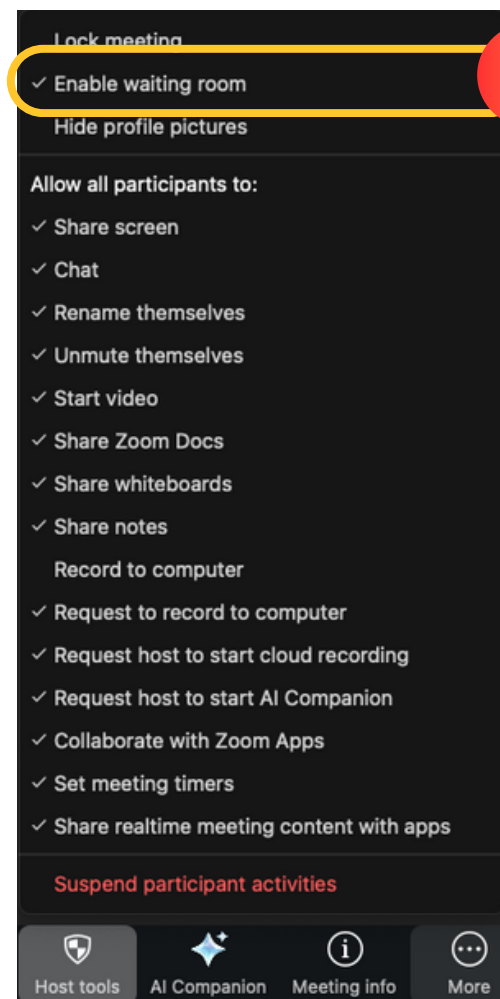 Lock meeting
Enable waiting room
Hide profile pictures
Allow all participants to:
Share screen
Chat
Rename themselves
Unmute themselves
Start video
Share Zoom Docs
Share whiteboards
Share notes
Record to computer
Request to record to computer
Request host to start cloud recording
Request host to start AI Companion
Collaborate with Zoom Apps
Set meeting timers
Share realtime meeting content with apps
Suspend participant activities
Host tools AI Companion Meeting info More